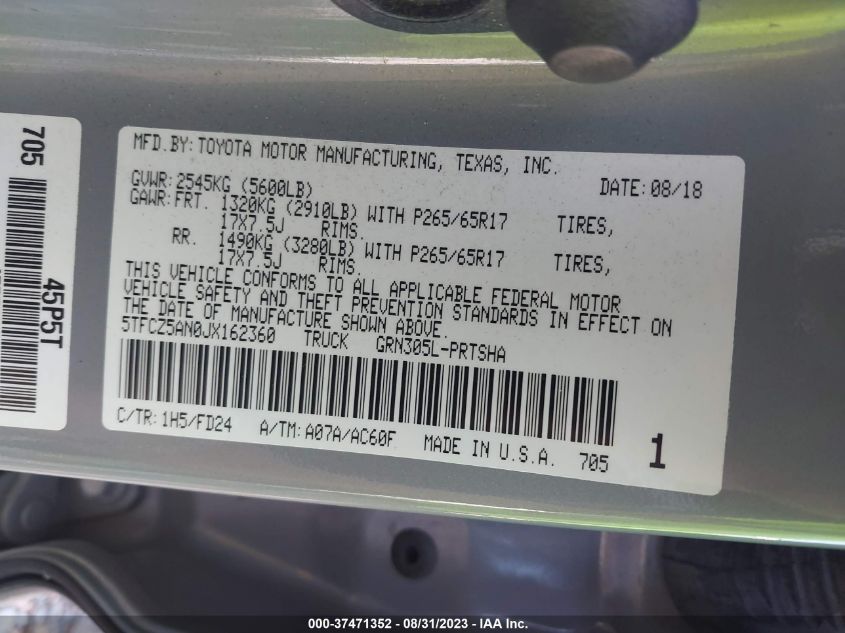 705
45P5T
MFD.BY:TOYOTA MOTOR MANUFACTURING, TEXAS, INC.
GVWR:2545KG (5600LB) DATE:08/18
GAWR:FRT. 1320KG (2910LB) WITH P265/65R17 TIRES,
17X7.5J RIMS.
RR. 1490KG (3280LB) WITH P265/65R17 TIRES,
17X7.5J RIMS.
THIS VEHICLE CONFORMS TO ALL APPLICABLE FEDERAL MOTOR
VEHICLE SAFETY AND THEFT PREVENTION STANDARDS IN EFFECT ON
THE DATE OF MANUFACTURE SHOWN ABOVE.
5TFCZ5AN0JX162360 TRUCK GRN305L-PRTSHA
C/TR:1H5/FD24 A/TM:A07A/AC60F MADE IN U.S.A. 705 1
000-37471352 / 08/31/2023 - © IAA Inc.